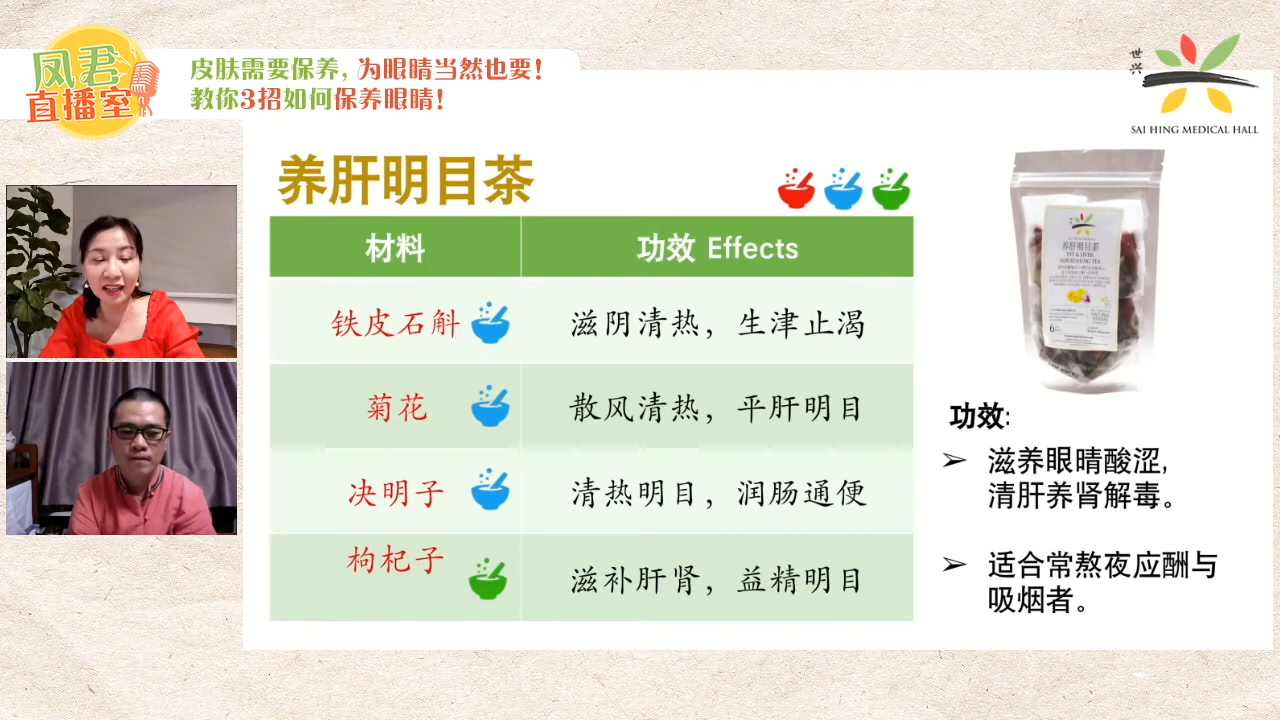 凤君
直播室
皮肤需要保养, 为眼睛当然也要!
教你3招如何保养眼睛!
世兴
SAI HING MEDICAL HALL
养肝明目茶
材料
功效 Effects
铁皮石斛
滋阴清热，生津止渴
菊花
散风清热，平肝明目
决明子
清热明目，润肠通便
枸杞子
滋补肝肾，益精明目
养肝明目茶
EYE & LIVER
NOURISHING TEA
功效:
➢ 滋养眼睛酸涩,
清肝养肾解毒。
➢ 适合常熬夜应酬与
吸烟者。